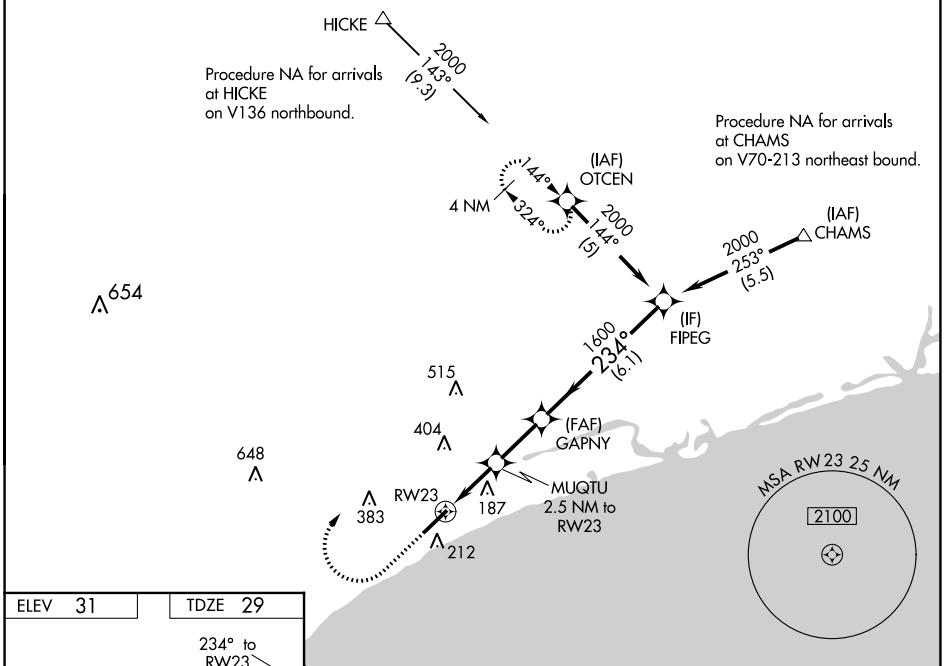 HICKE
2000
143°
(9.3)
Procedure NA for arrivals
at HICKE
on V136 northbound.
Procedure NA for arrivals
at CHAMS
on V70-213 northeast bound.
(IAF)
OTCEN
144°
324°
4 NM
2000
144°
(5)
(IAF)
CHAMS
2000
253°
(5.5)
(IF)
FIPEG
654
1600
234°
(6.1)
515
(FAF)
GAPNY
404
648
MUQTU
2.5 NM to
RW23
RW23
383
187
212
MSA RW23 25 NM
2100
ELEV 31
TDZE 29
234° to
RW23